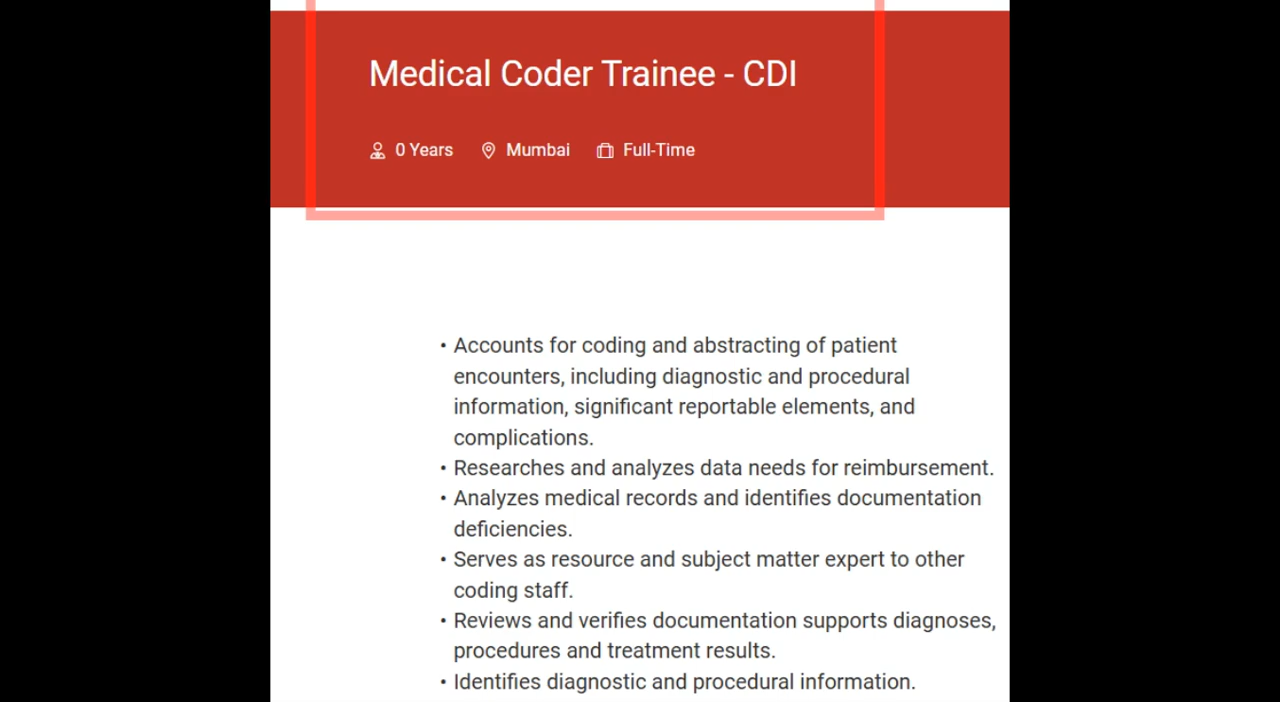 Medical Coder Trainee - CDI
0 Years Mumbai Full-Time
• Accounts for coding and abstracting of patient
encounters, including diagnostic and procedural
information, significant reportable elements, and
complications.
• Researches and analyzes data needs for reimbursement.
• Analyzes medical records and identifies documentation
deficiencies.
• Serves as resource and subject matter expert to other
coding staff.
• Reviews and verifies documentation supports diagnoses,
procedures and treatment results.
• Identifies diagnostic and procedural information.